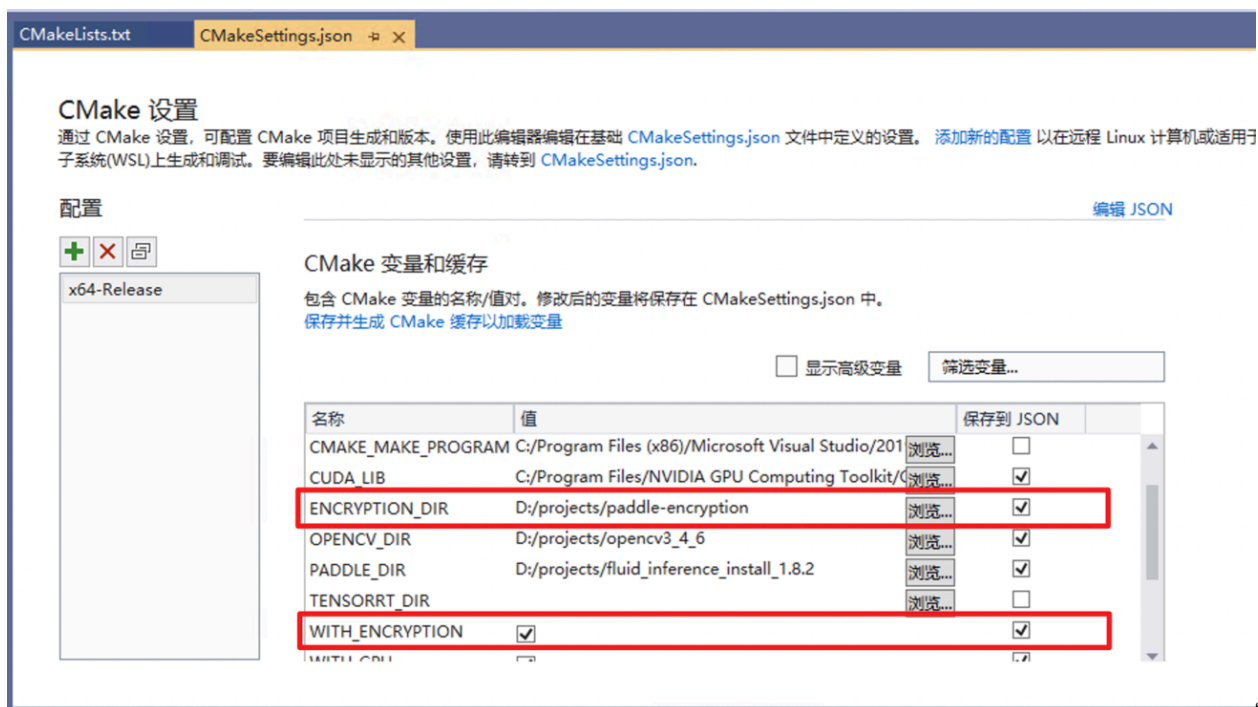 CMakeLists.txt
CMakeSettings.json
CMake 设置
通过 CMake 设置，可配置 CMake 项目生成和版本。使用此编辑器编辑在基础 CMakeSettings.json 文件中定义的设置。 添加新的配置 以在远程 Linux 计算机或适用于
子系统(WSL)上生成和调试。要编辑此处未显示的其他设置，请转到 CMakeSettings.json.
配置
编辑 JSON
x64-Release
CMake 变量和缓存
包含 CMake 变量的名称/值对。修改后的变量将保存在 CMakeSettings.json 中。
保存并生成 CMake 缓存以加载变量
显示高级变量 筛选变量...
名称 值 保存到 JSON
CMAKE_MAKE_PROGRAM C:/Program Files (x86)/Microsoft Visual Studio/201 浏览...
CUDA_LIB C:/Program Files/NVIDIA GPU Computing Toolkit/ 浏览...
ENCRYPTION_DIR D:/projects/paddle-encryption 浏览...
OPENCV_DIR D:/projects/opencv3_4_6 浏览...
PADDLE_DIR D:/projects/fluid_inference_install_1.8.2 浏览...
TENSORRT_DIR 浏览...
WITH_ENCRYPTION
WITH_GPU